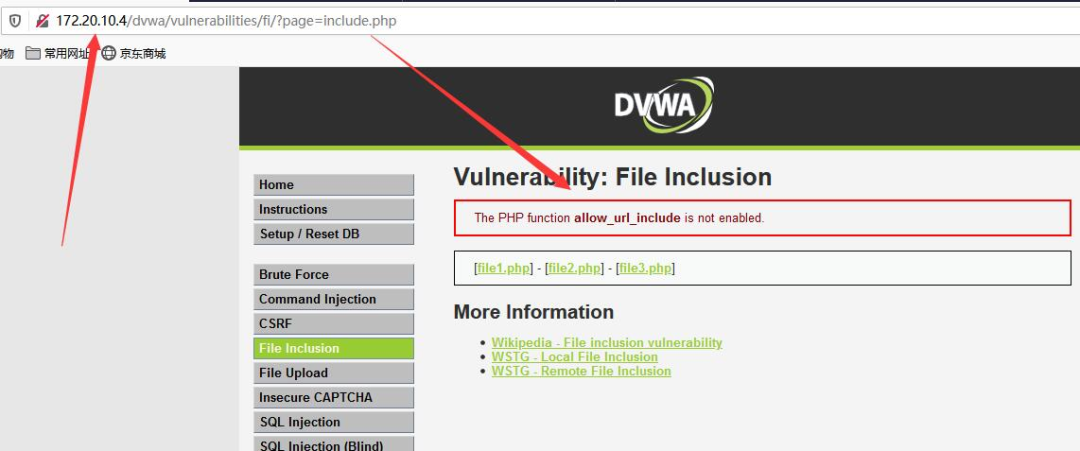 172.20.10.4/dvwa/vulnerabilities/fi/?page=include.php
物 常用网址 京东商城
DVWA
Home
Instructions
Setup / Reset DB
Brute Force
Command Injection
CSRF
File Inclusion
File Upload
Insecure CAPTCHA
SQL Injection
SQL Injection (Blind)
Vulnerability: File Inclusion
The PHP function allow_url_include is not enabled.
[file1.php] - [file2.php] - [file3.php]
More Information
Wikipedia - File inclusion vulnerability
WSTG - Local File Inclusion
WSTG - Remote File Inclusion